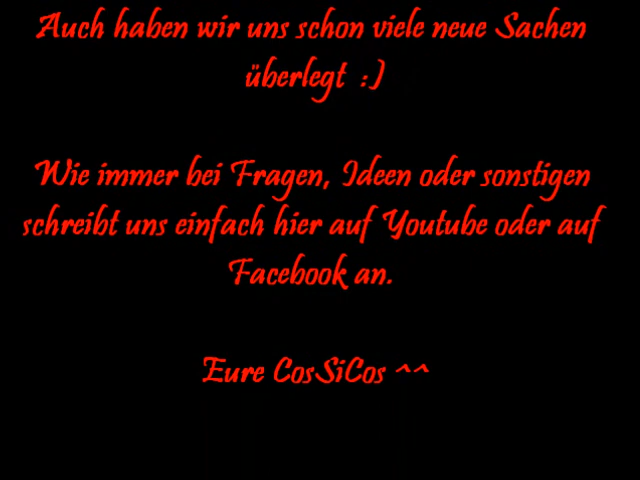 Auch haben wir uns schon viele neue Sachen
überlegt :)
Wie immer bei Fragen, Ideen oder sonstigen
schreibt uns einfach hier auf Youtube oder auf
Facebook an.
Eure CosSiCos ^^